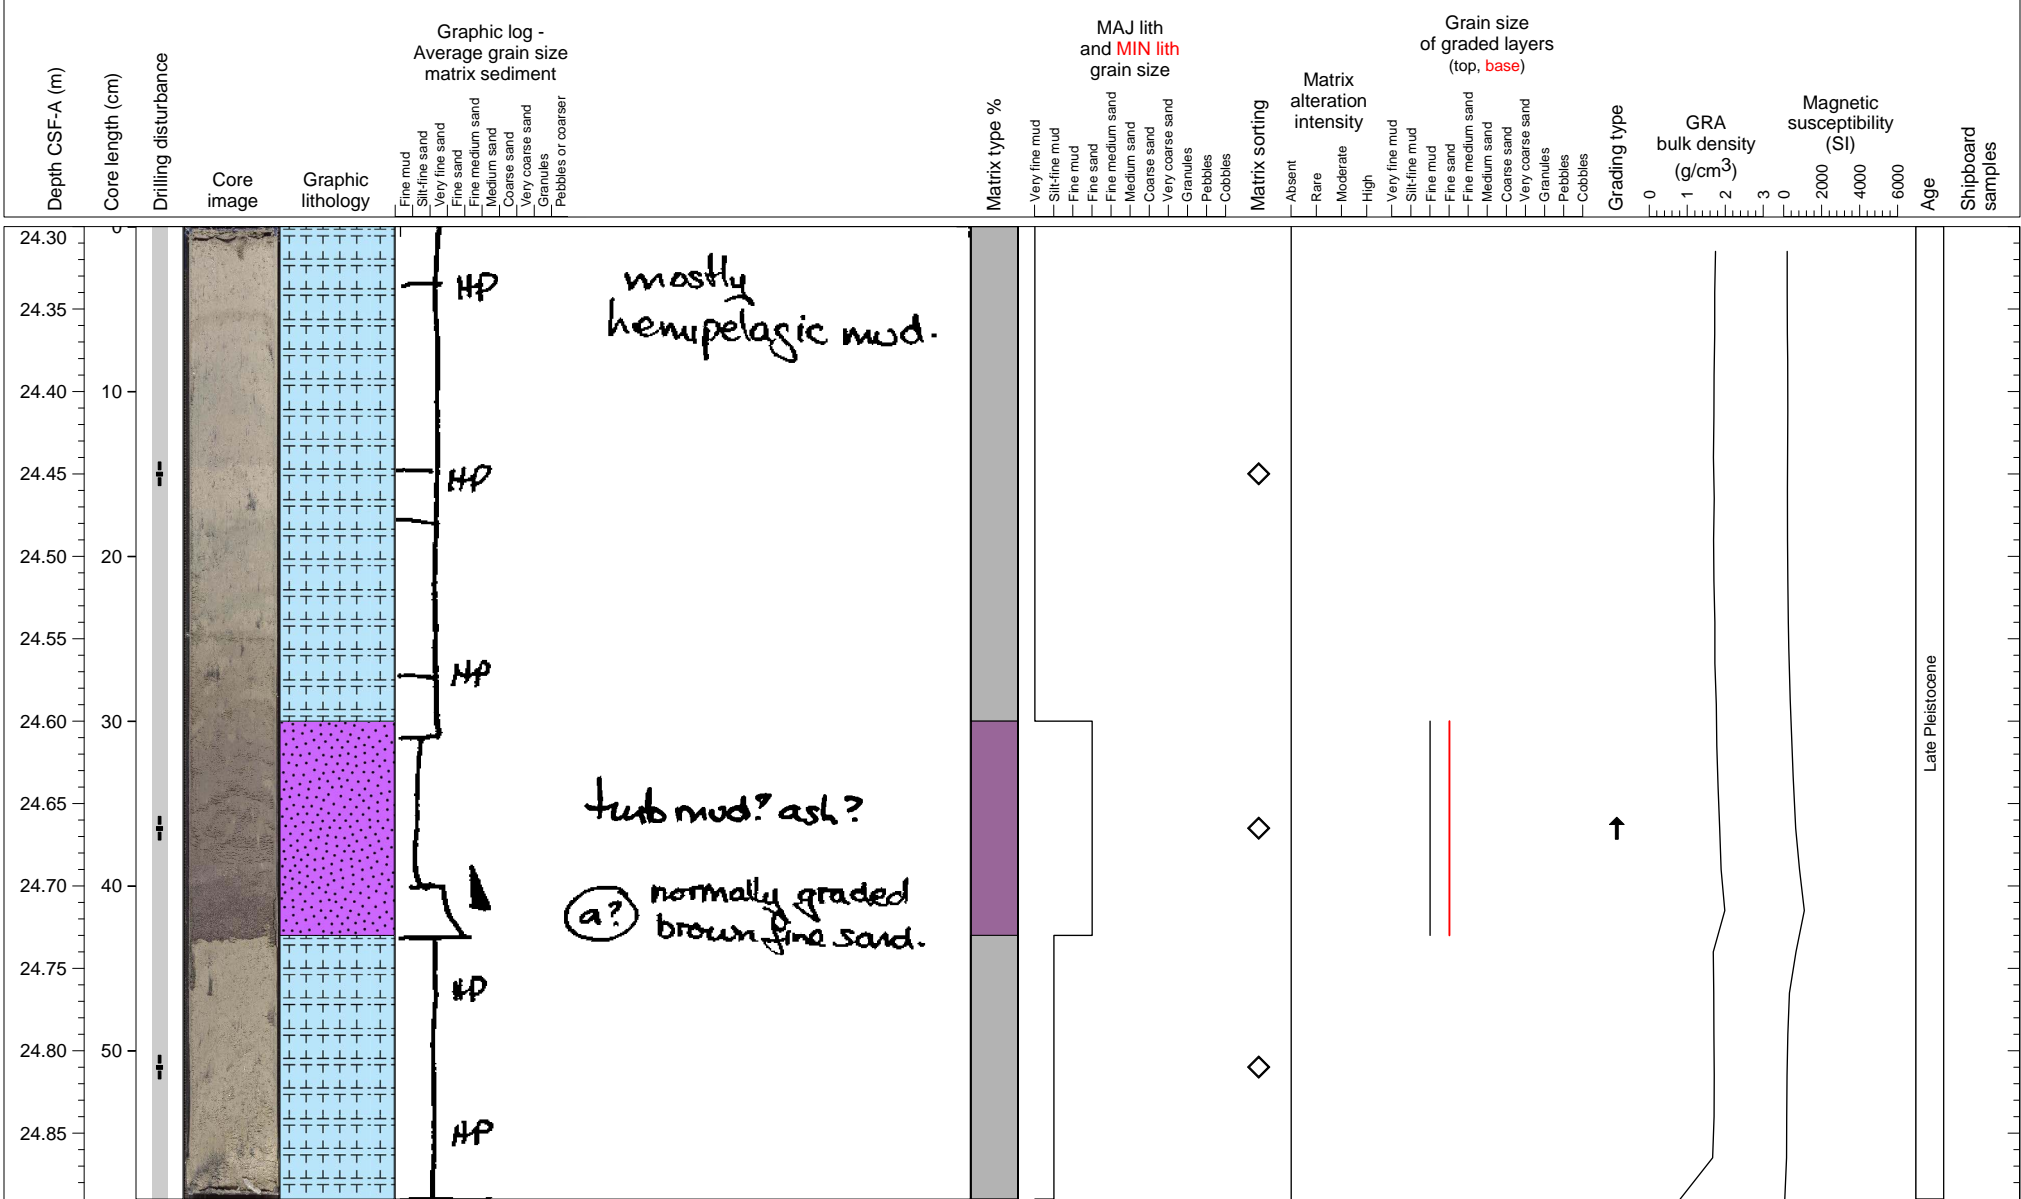 Depth CSF-A (m)
Core length (cm)
Drilling disturbance
Core
image
Graphic
lithology
Graphic log -
Average grain size
matrix sediment
Fine mud
Silt-fine sand
Very fine sand
Fine sand
Fine medium sand
Medium sand
Coarse sand
Very coarse sand
Granules
Pebbles or coarser
Matrix type %
MAJ lith
and MIN lith
grain size
Very fine mud
Silt-fine mud
Fine mud
Fine sand
Fine medium sand
Medium sand
Coarse sand
Very coarse sand
Granules
Pebbles
Cobbles
Matrix sorting
Matrix
alteration
intensity
Absent
Rare
Moderate
High
Grain size
of graded layers
(top, base)
Very fine mud
Silt-fine mud
Fine mud
Fine sand
Fine medium sand
Medium sand
Coarse sand
Very coarse sand
Granules
Pebbles
Cobbles
Grading type
GRA
bulk density
(g/cm3)
0 1 2 3
Magnetic
susceptibility
(SI)
0 2000 4000 6000
Age
Shipboard
samples
24.30 0
HP
mostly
hemipelagic mud.
24.35
24.40 10
24.45
HP
24.50 20
24.55
HP
24.60 30
Late Pleistocene
24.65
turb mud? ash?
24.70 40
a? normally graded
brown fine sand.
24.75
HP
24.80 50
24.85
HP